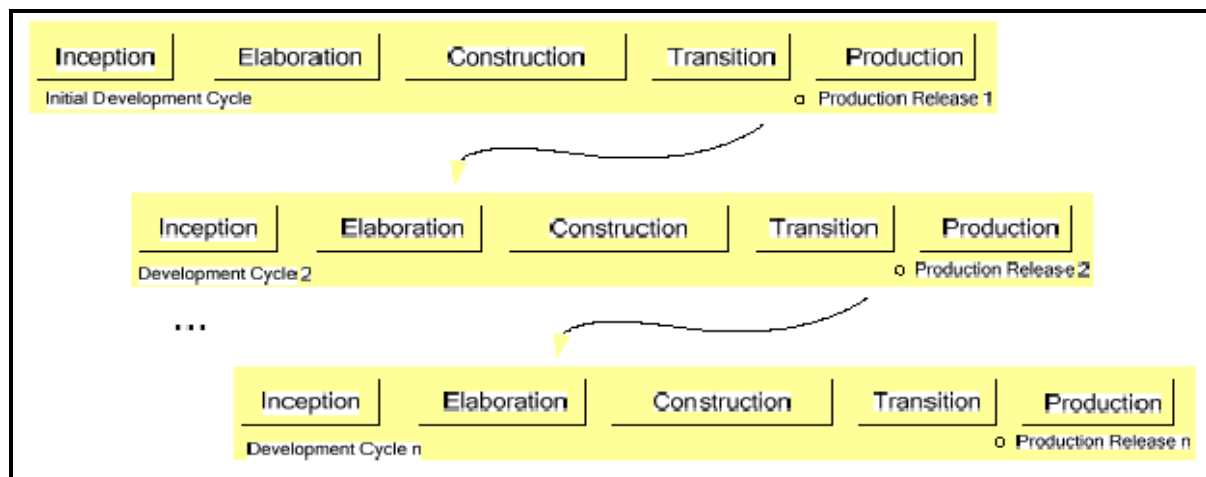 Inception Elaboration Construction Transition Production
Initial Development Cycle Production Release 1
Inception Elaboration Construction Transition Production
Development Cycle 2 Production Release 2
...
Inception Elaboration Construction Transition Production
Development Cycle n Production Release n